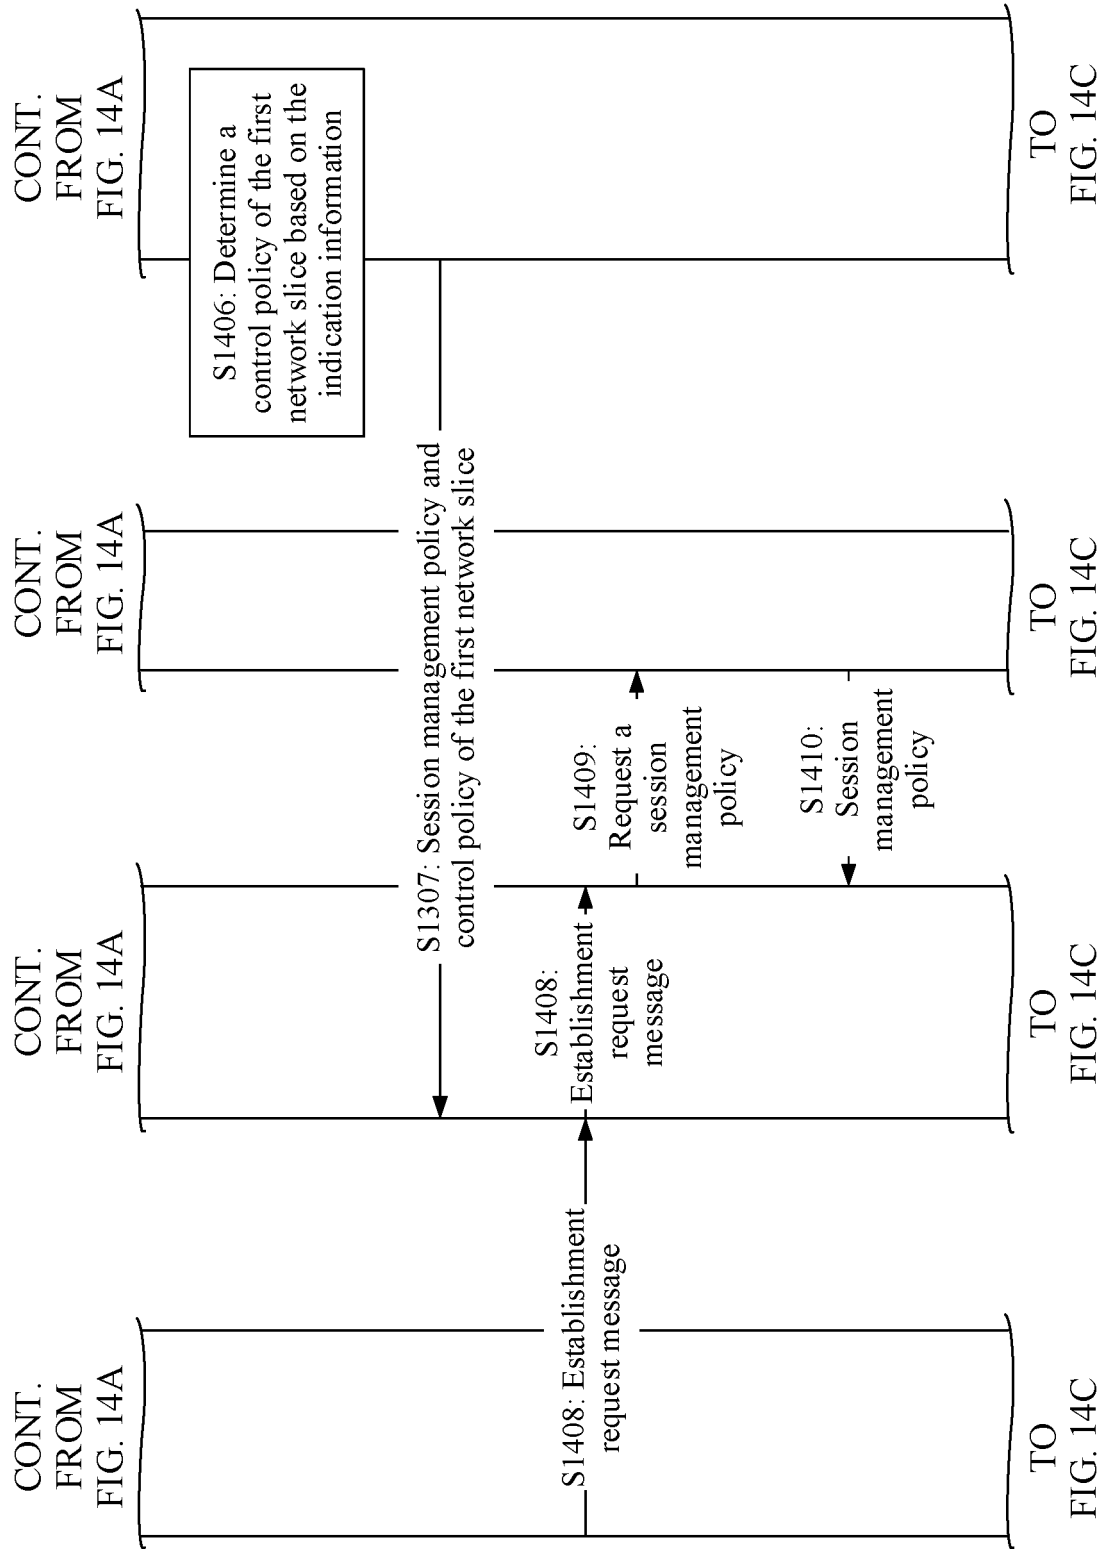 CONT.
FROM
FIG. 14A
CONT.
FROM
FIG. 14A
CONT.
FROM
FIG. 14A
CONT.
FROM
FIG. 14A
S1406: Determine a
control policy of the first
network slice based on the
indication information
S1307: Session management policy and
control policy of the first network slice
S1408: Establishment
request message
S1408:
Establishment
request
message
S1409:
Request a
session
management
policy
S1410:
Session
management
policy
TO
FIG. 14C
TO
FIG. 14C
TO
FIG. 14C
TO
FIG. 14C